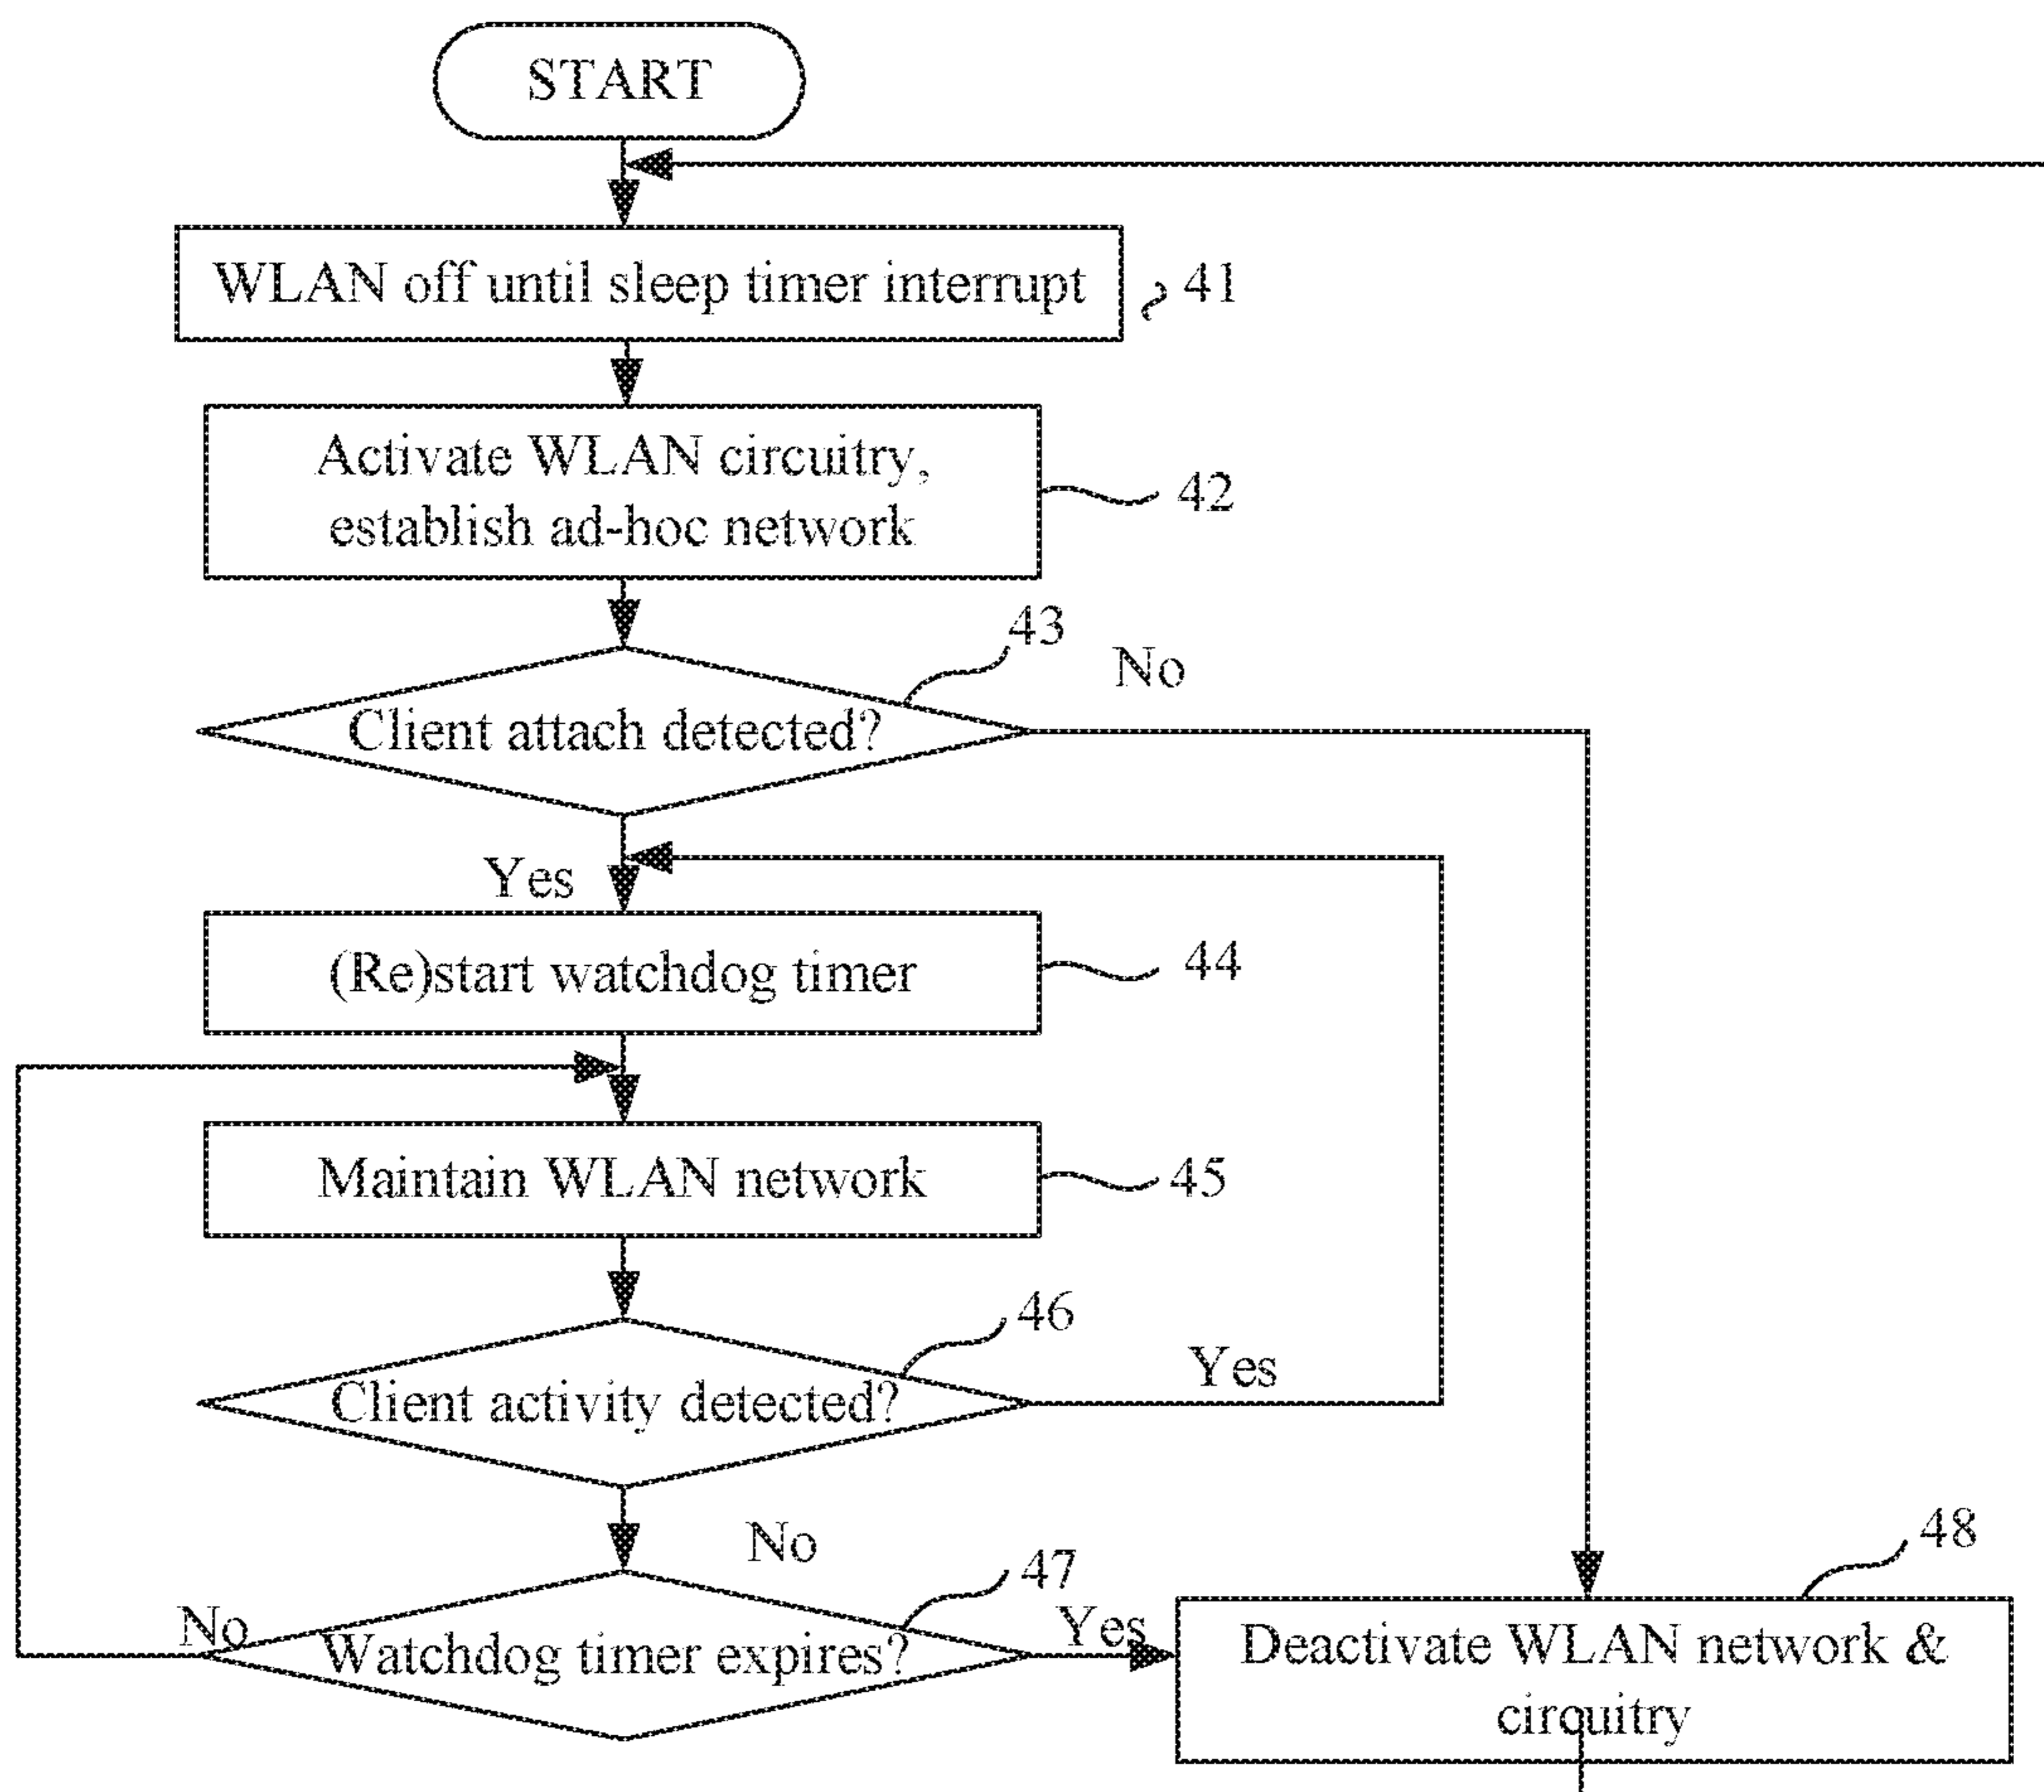 START
WLAN off until sleep timer interrupt
41
Activate WLAN circuitry,
establish ad-hoc network
42
43
No
Client attach detected?
Yes
(Re)start watchdog timer
44
Maintain WLAN network
45
46
Yes
Client activity detected?
No
47
48
No
Watchdog timer expires?
Yes
Deactivate WLAN network &
circuitry